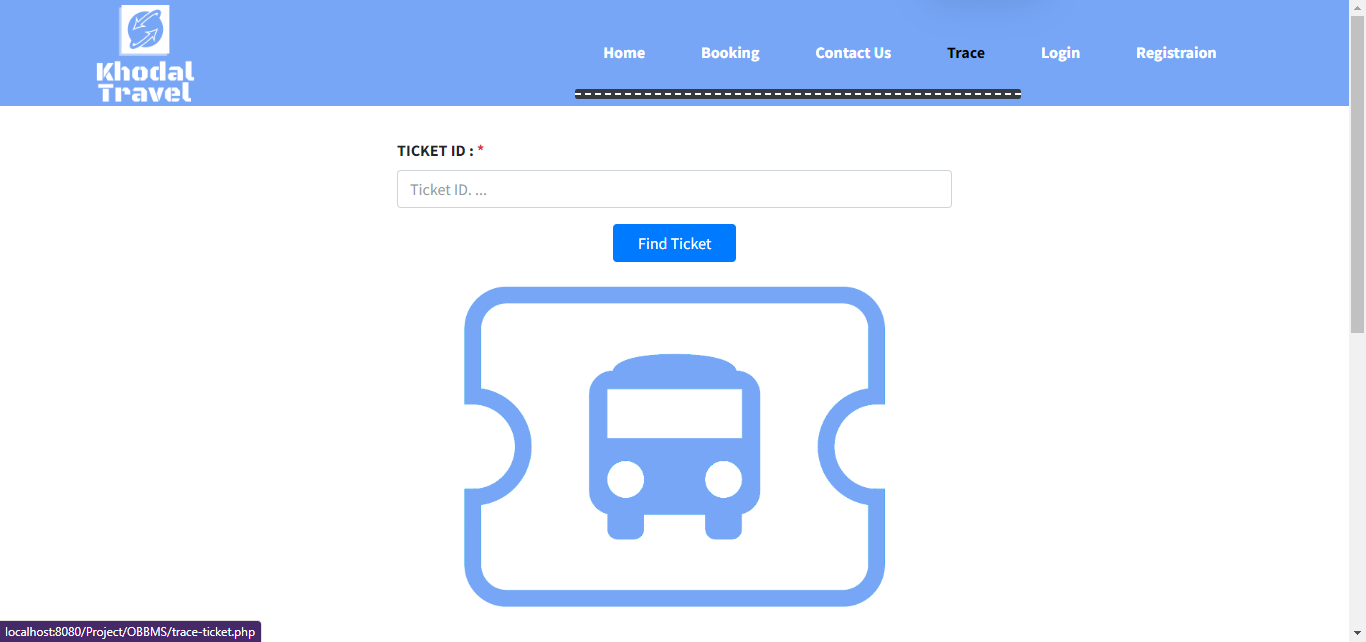 Khodal
Travel
Home Booking Contact Us Trace Login Registraion
TICKET ID : *
Ticket ID. ...
Find Ticket
localhost:8080/Project/OBBMS/trace-ticket.php